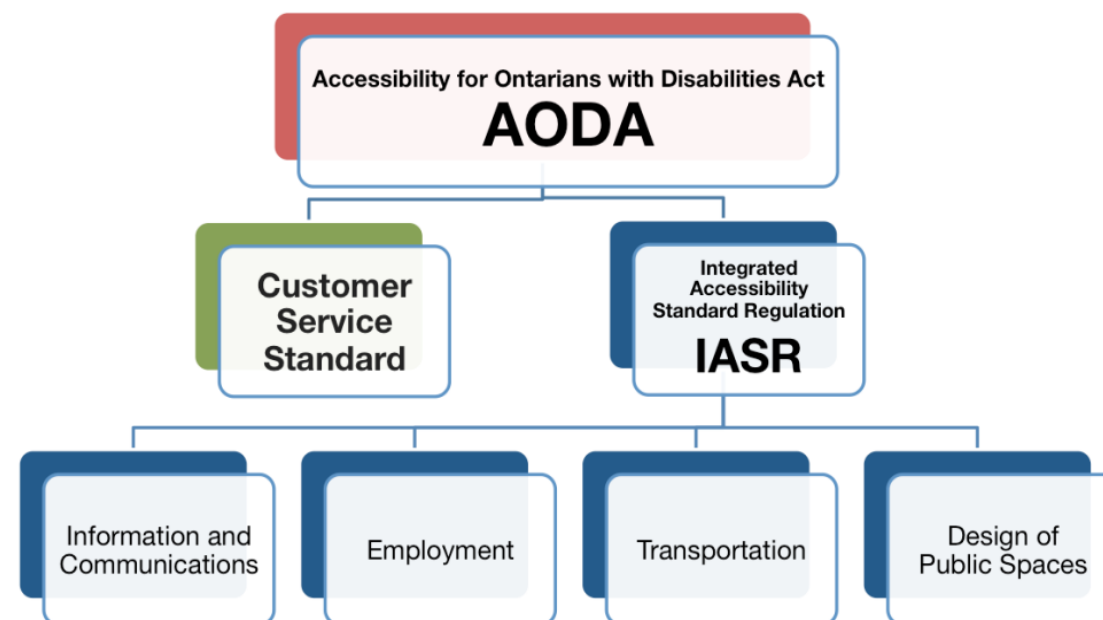 Accessibility for Ontarians with Disabilities Act
AODA
Customer
Service
Standard
Integrated
Accessibility
Standard Regulation
IASR
Information and
Communications
Employment
Transportation
Design of
Public Spaces